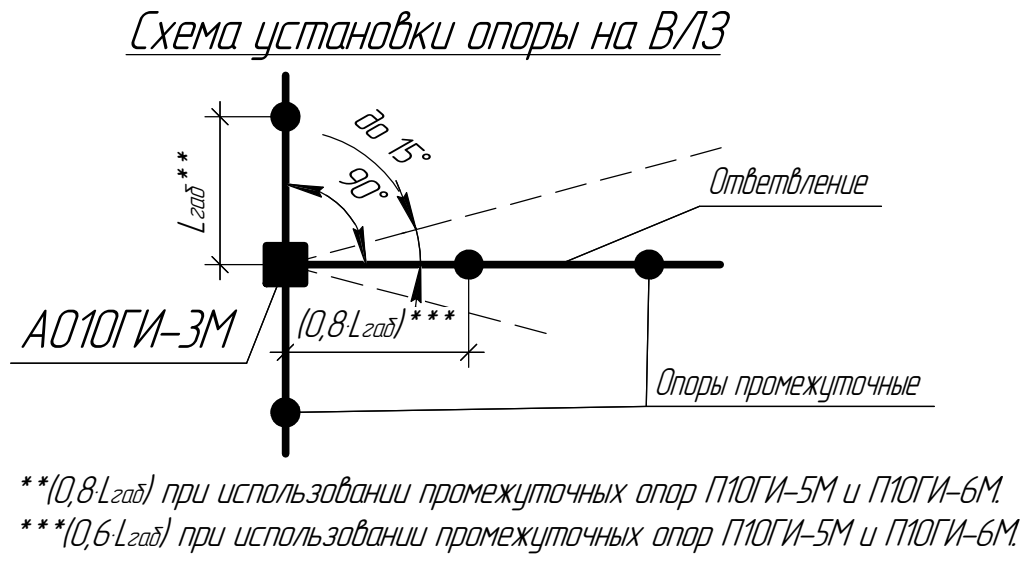 Схема установки опоры на ВЛЗ
до 15°
90°
Lгаб**
Ответвление
АО10ГИ-3М
(0,8·Lгаб)***
Опоры промежуточные
**(0,8·Lгаб) при использовании промежуточных опор П10ГИ-5М и П10ГИ-6М.
***(0,6·Lгаб) при использовании промежуточных опор П10ГИ-5М и П10ГИ-6М.